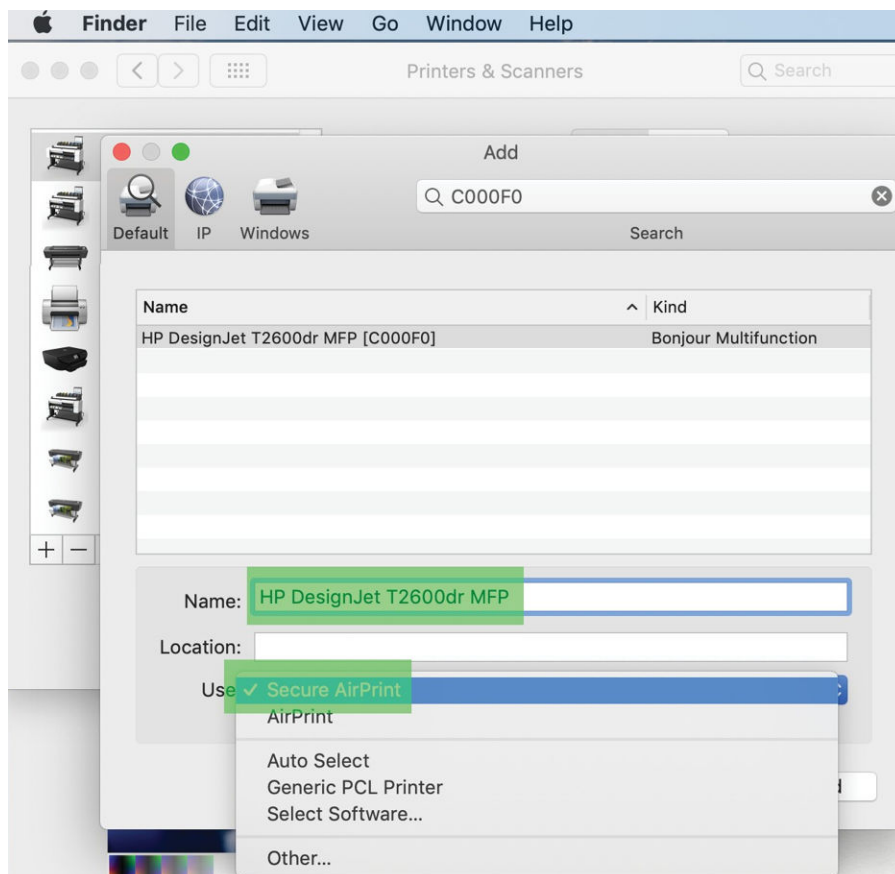 Finder File Edit View Go Window Help
Printers & Scanners
Search
Add
C000F0
Default IP Windows
Search
Name Kind
HP DesignJet T2600dr MFP [C000F0] Bonjour Multifunction
+ −
Name: HP DesignJet T2600dr MFP
Location:
Use ✓ Secure AirPrint
AirPrint
Auto Select
Generic PCL Printer
Select Software...
Other...